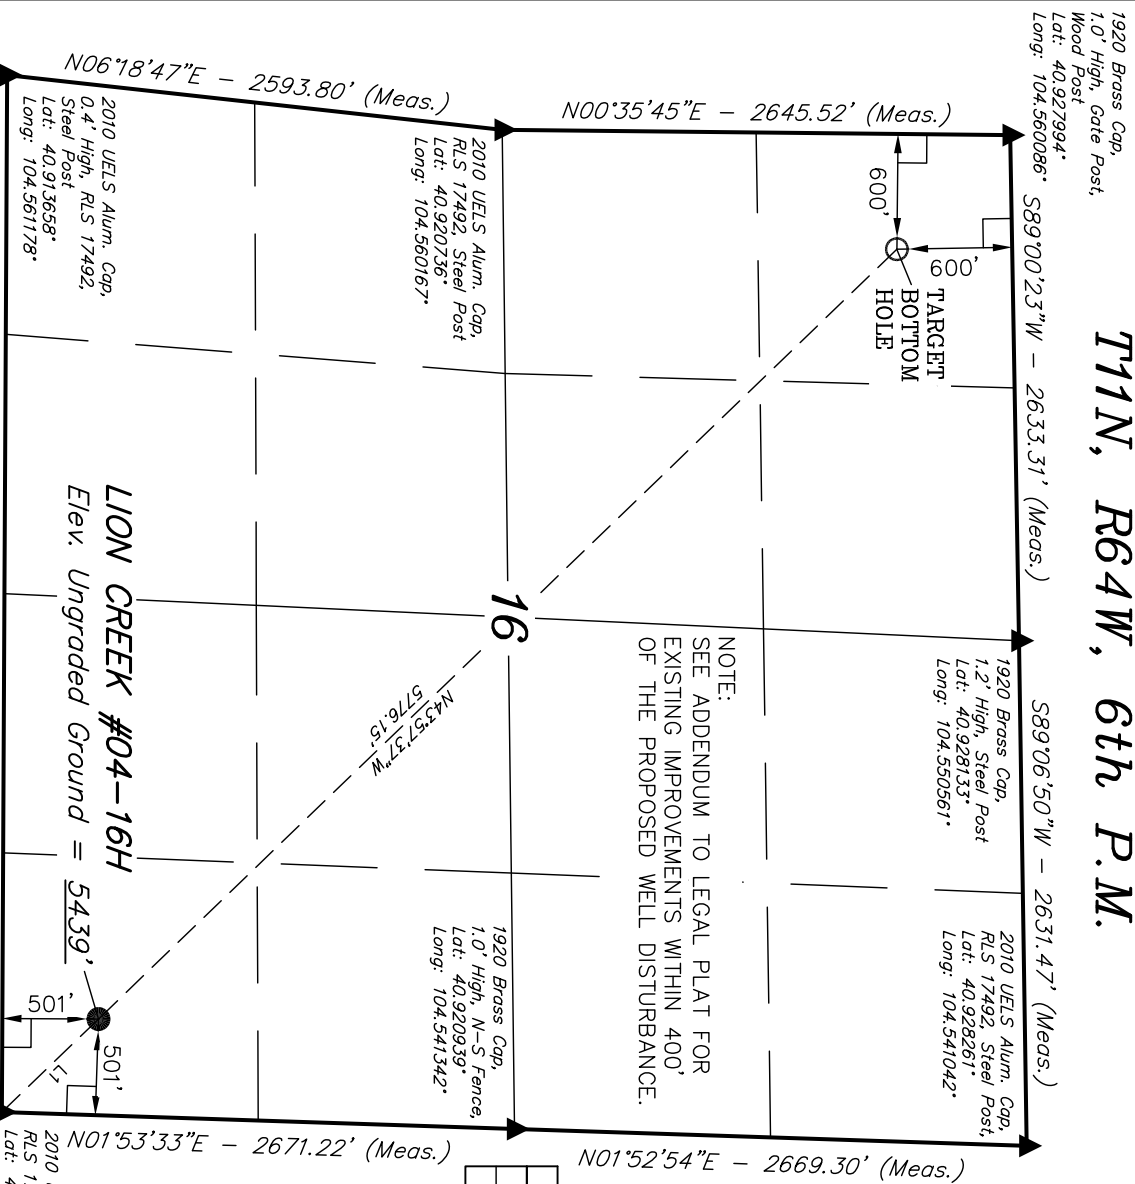 T11N, R64W, 6th P.M.
1920 Brass Cap,
1.0' High, Gate Post,
Wood Post
Lat: 40.927994°
Long: 104.560086°
S89°00'23"W - 2633.31' (Meas.)
S89°06'50"W - 2631.47' (Meas.)
1920 Brass Cap,
1.2' High, Steel Post
Lat: 40.928133°
Long: 104.550561°
2010 UELS Alum. Cap,
RLS 17492, Steel Post,
Lat: 40.928261°
Long: 104.541042°
N00°35'45"E - 2645.52' (Meas.)
600'
600'
TARGET
BOTTOM
HOLE
NOTE:
SEE ADDENDUM TO LEGAL PLAT FOR
EXISTING IMPROVEMENTS WITHIN 400'
OF THE PROPOSED WELL DISTURBANCE.
N01°52'54"E - 2669.30' (Meas.)
2010 UELS Alum. Cap,
RLS 17492, Steel Post
Lat: 40.920736°
Long: 104.560167°
16
1920 Brass Cap,
1.0' High, N-S Fence,
Lat: 40.920939°
Long: 104.541342°
N43°57'37"W
5776.15'
N06°18'47"E - 2593.80' (Meas.)
2010 UELS Alum. Cap,
0.4' High, RLS 17492,
Steel Post
Lat: 40.913658°
Long: 104.561178°
LION CREEK #04-16H
Elev. Ungraded Ground = 5439'
501'
501'
L1
N01°53'33"E - 2671.22' (Meas.)
2010
RLS 1
Lat: 4